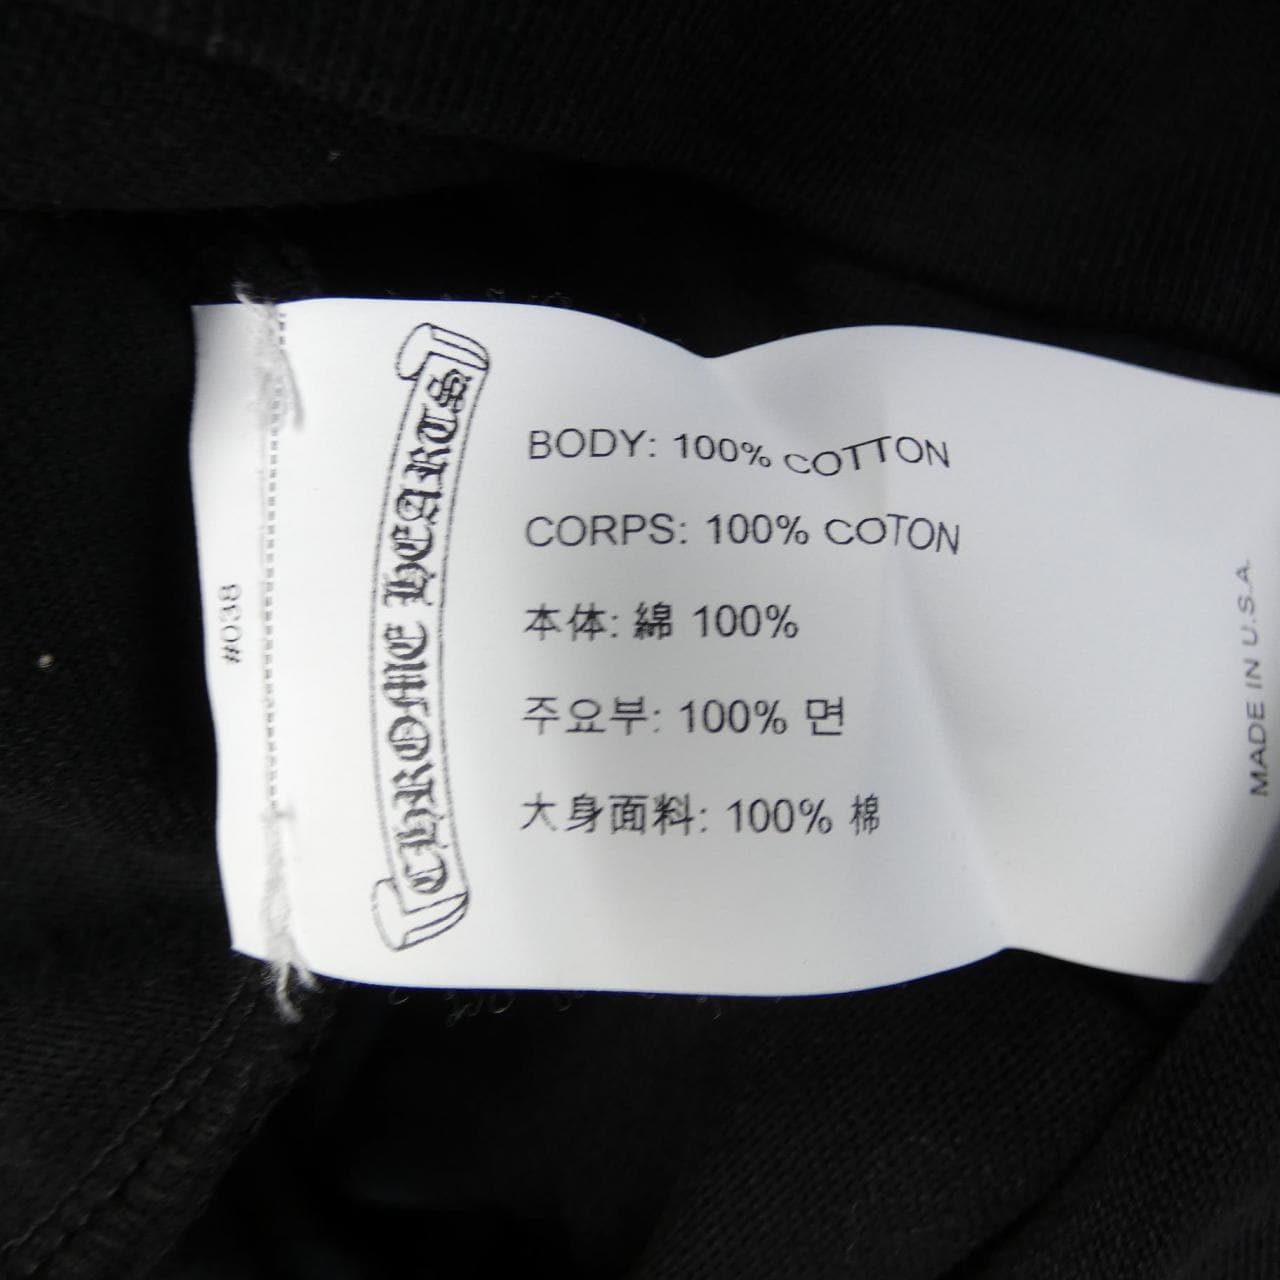 #038
CHROME HEARTS
BODY: 100% COTTON
CORPS: 100% COTON
本体: 綿 100%
주요부: 100% 면
大身面料: 100% 棉
MADE IN U.S.A.